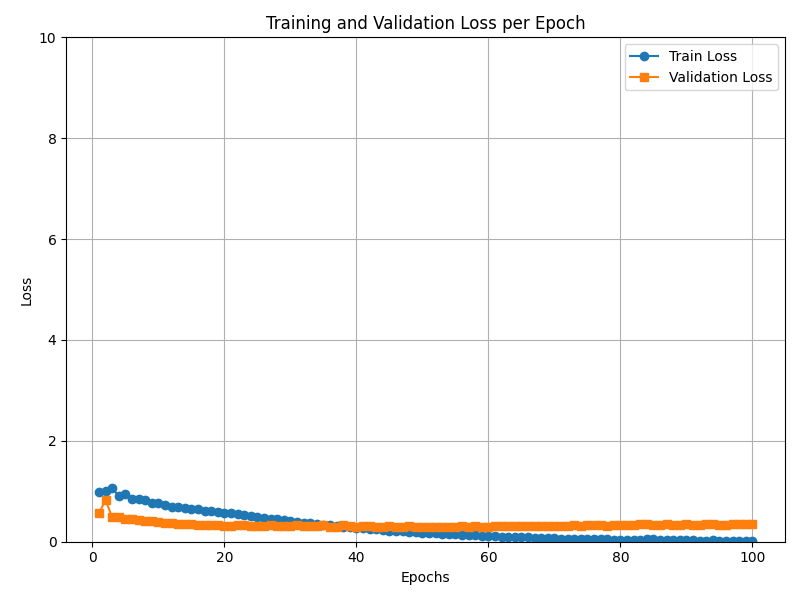 Training and Validation Loss per Epoch
Train Loss
Validation Loss
10
8
6
4
2
0
Loss
0 20 40 60 80 100
Epochs